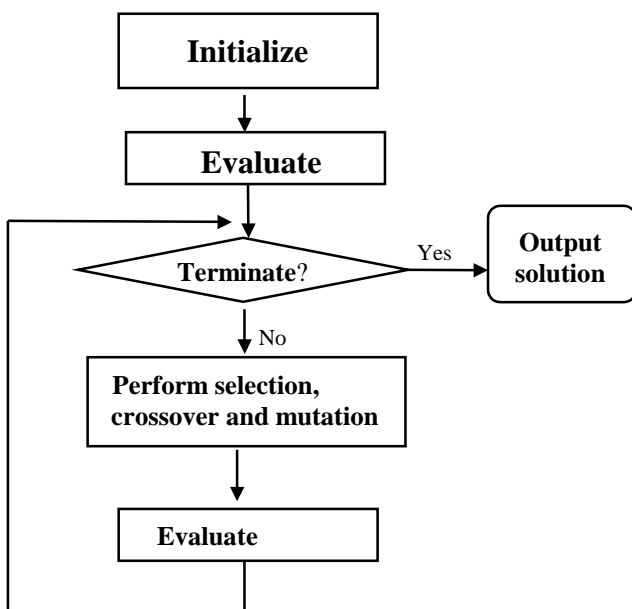 Initialize
Evaluate
Terminate?
Yes
Output
solution
No
Perform selection,
crossover and mutation
Evaluate